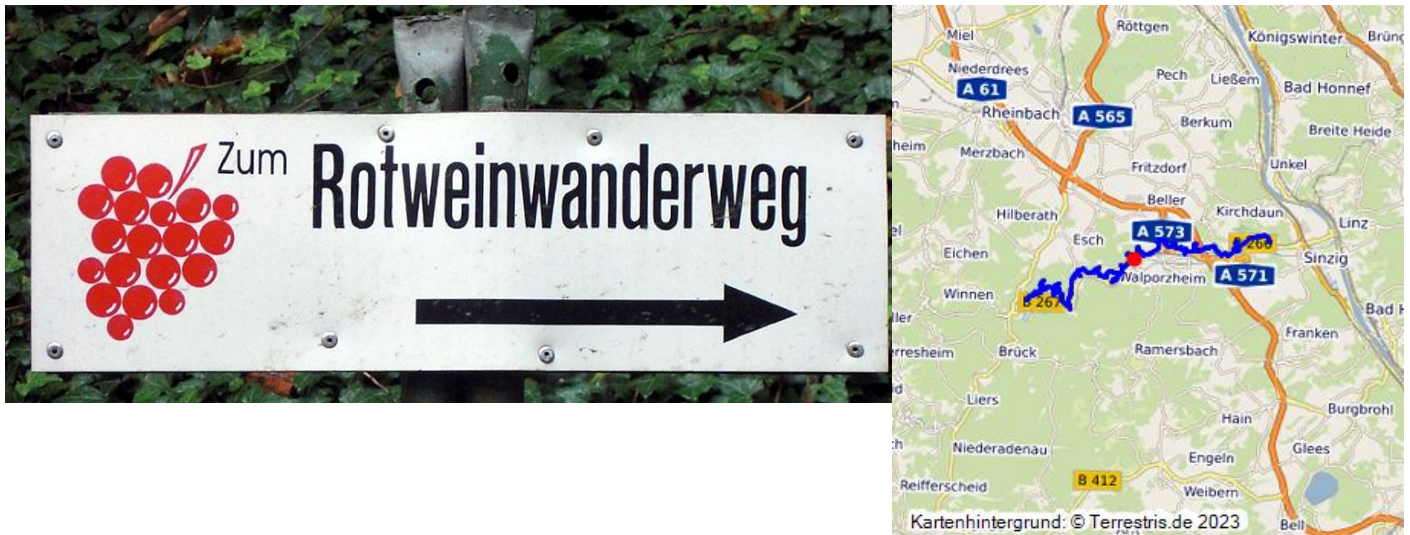 Zum Rotweinwanderweg
Röttgen
Miel
Königswinter
Niederdrees
Pech
Ließem
A 61
Bad Honnef
Rheinbach
A 565
Berkum
Breite Heide
Merzbach
Fritzdorf
Unkel
Beller
Hilberath
Kirchdaun
Linz
A 573
Esch
Eichen
Sinzig
Walporzheim
A 571
Winnen
B 267
Franken
Brück
Ramersbach
Liers
Burgbrohl
Hain
Niederadenau
Glees
Engeln
B 412
Reifferscheid
Weibern
Kartenhintergrund: © Terrestris.de 2023
Bell